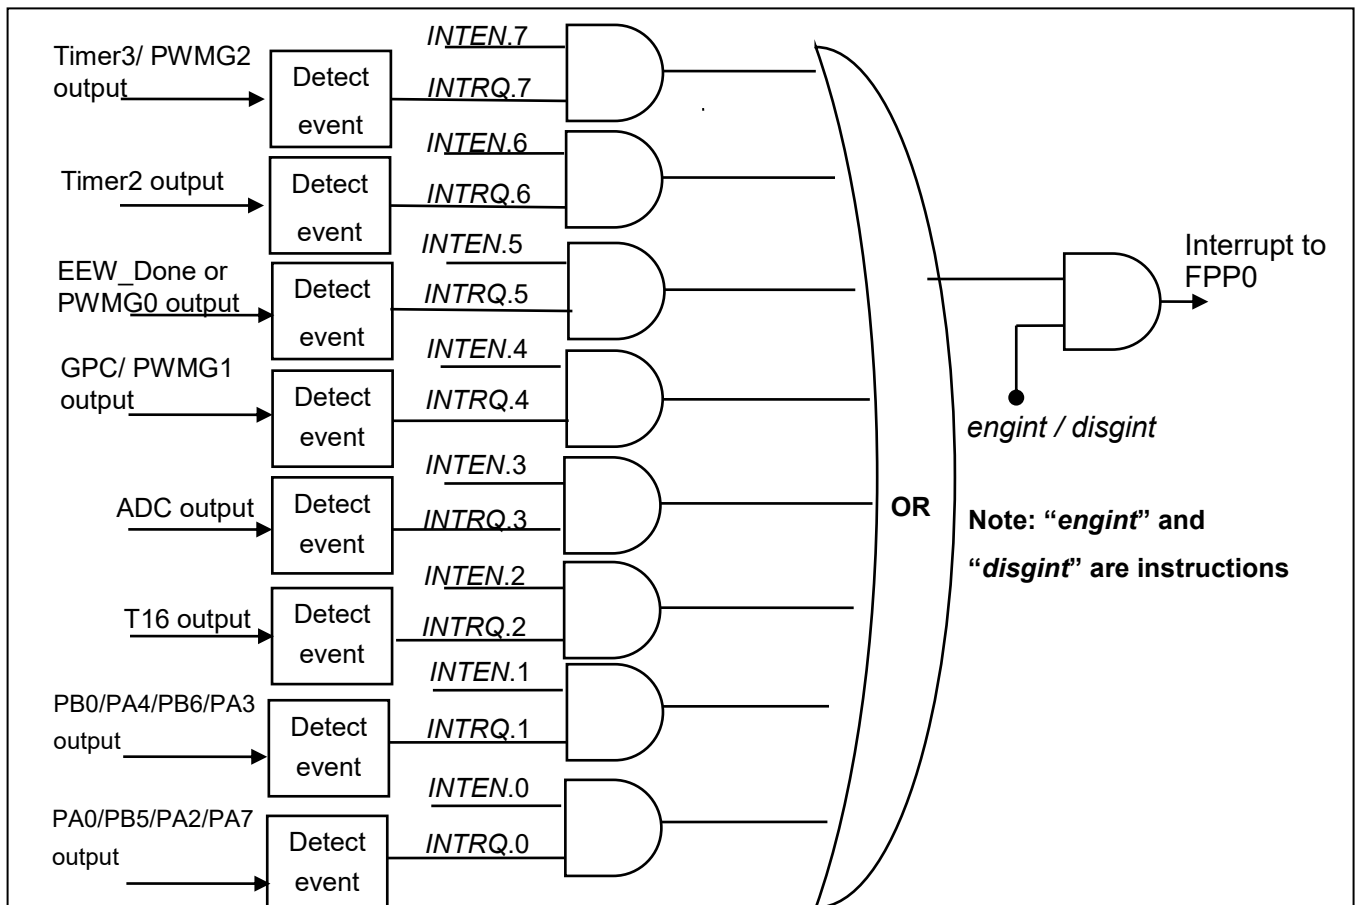 Timer3/ PWMG2
output
Detect
event
INTEN.7
INTRQ.7
Timer2 output
Detect
event
INTEN.6
INTRQ.6
EEW_Done or
PWMG0 output
Detect
event
INTEN.5
INTRQ.5
GPC/ PWMG1
output
Detect
event
INTEN.4
INTRQ.4
ADC output
Detect
event
INTEN.3
INTRQ.3
T16 output
Detect
event
INTEN.2
INTRQ.2
PB0/PA4/PB6/PA3
output
Detect
event
INTEN.1
INTRQ.1
PA0/PB5/PA2/PA7
output
Detect
event
INTEN.0
INTRQ.0
OR
Interrupt to
FPP0
engint / disgint
Note: “engint” and
“disgint” are instructions